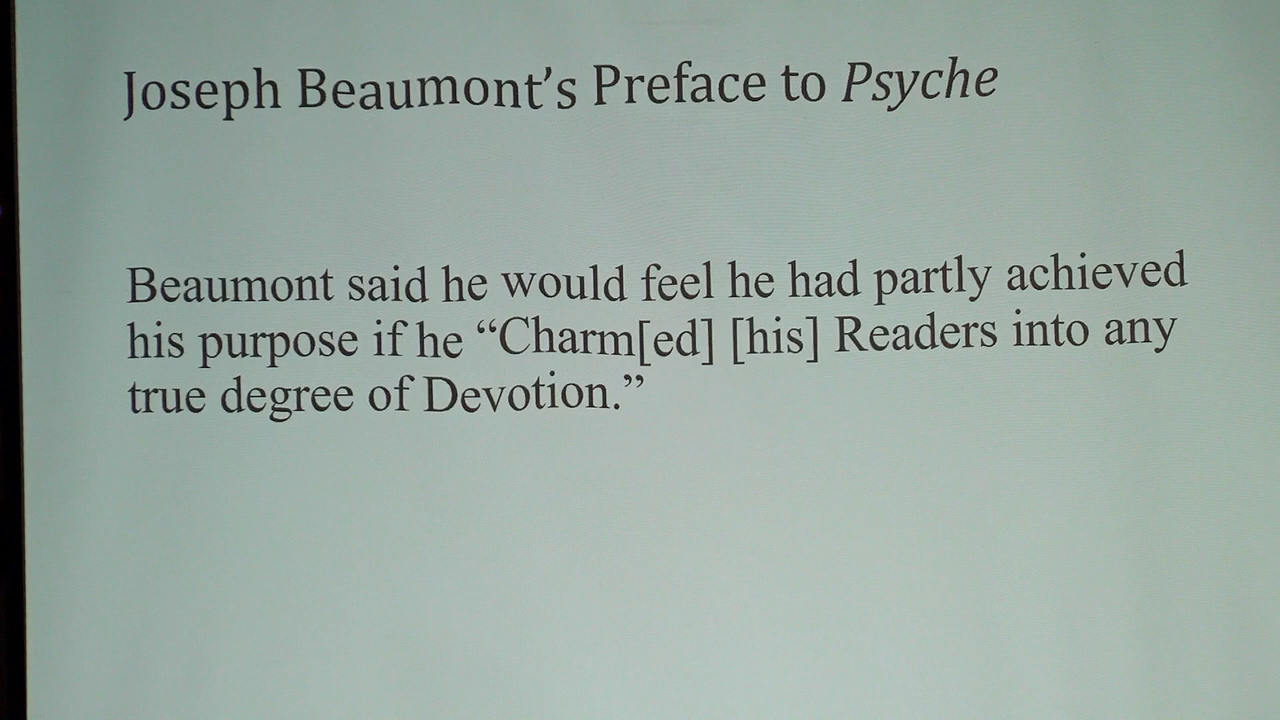 Joseph Beaumont’s Preface to Psyche
Beaumont said he would feel he had partly achieved
his purpose if he “Charm[ed] [his] Readers into any
true degree of Devotion.”